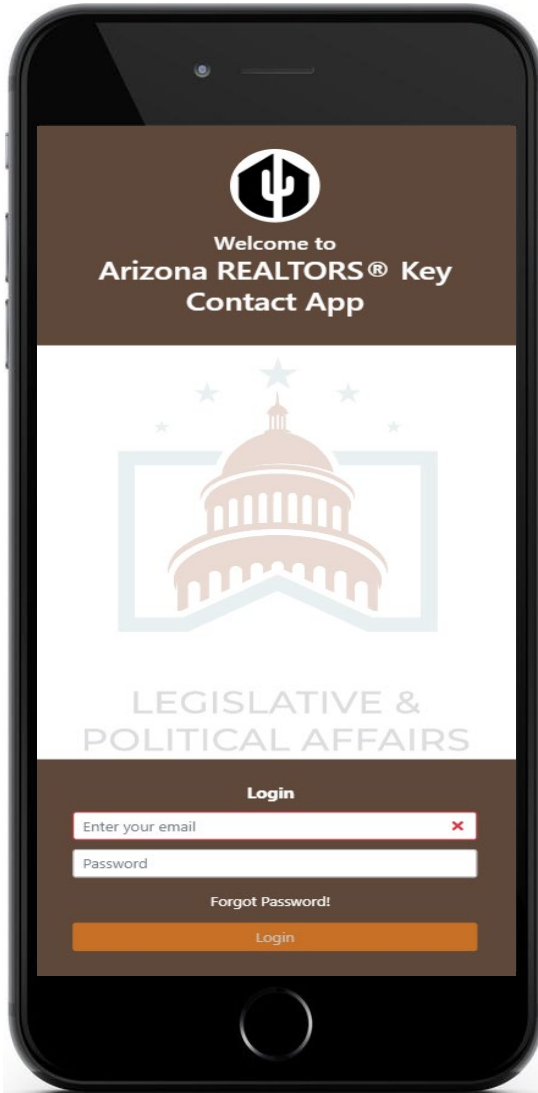 Welcome to
Arizona REALTORS® Key
Contact App
LEGISLATIVE &
POLITICAL AFFAIRS
Login
Enter your email
Password
Forgot Password!
Login